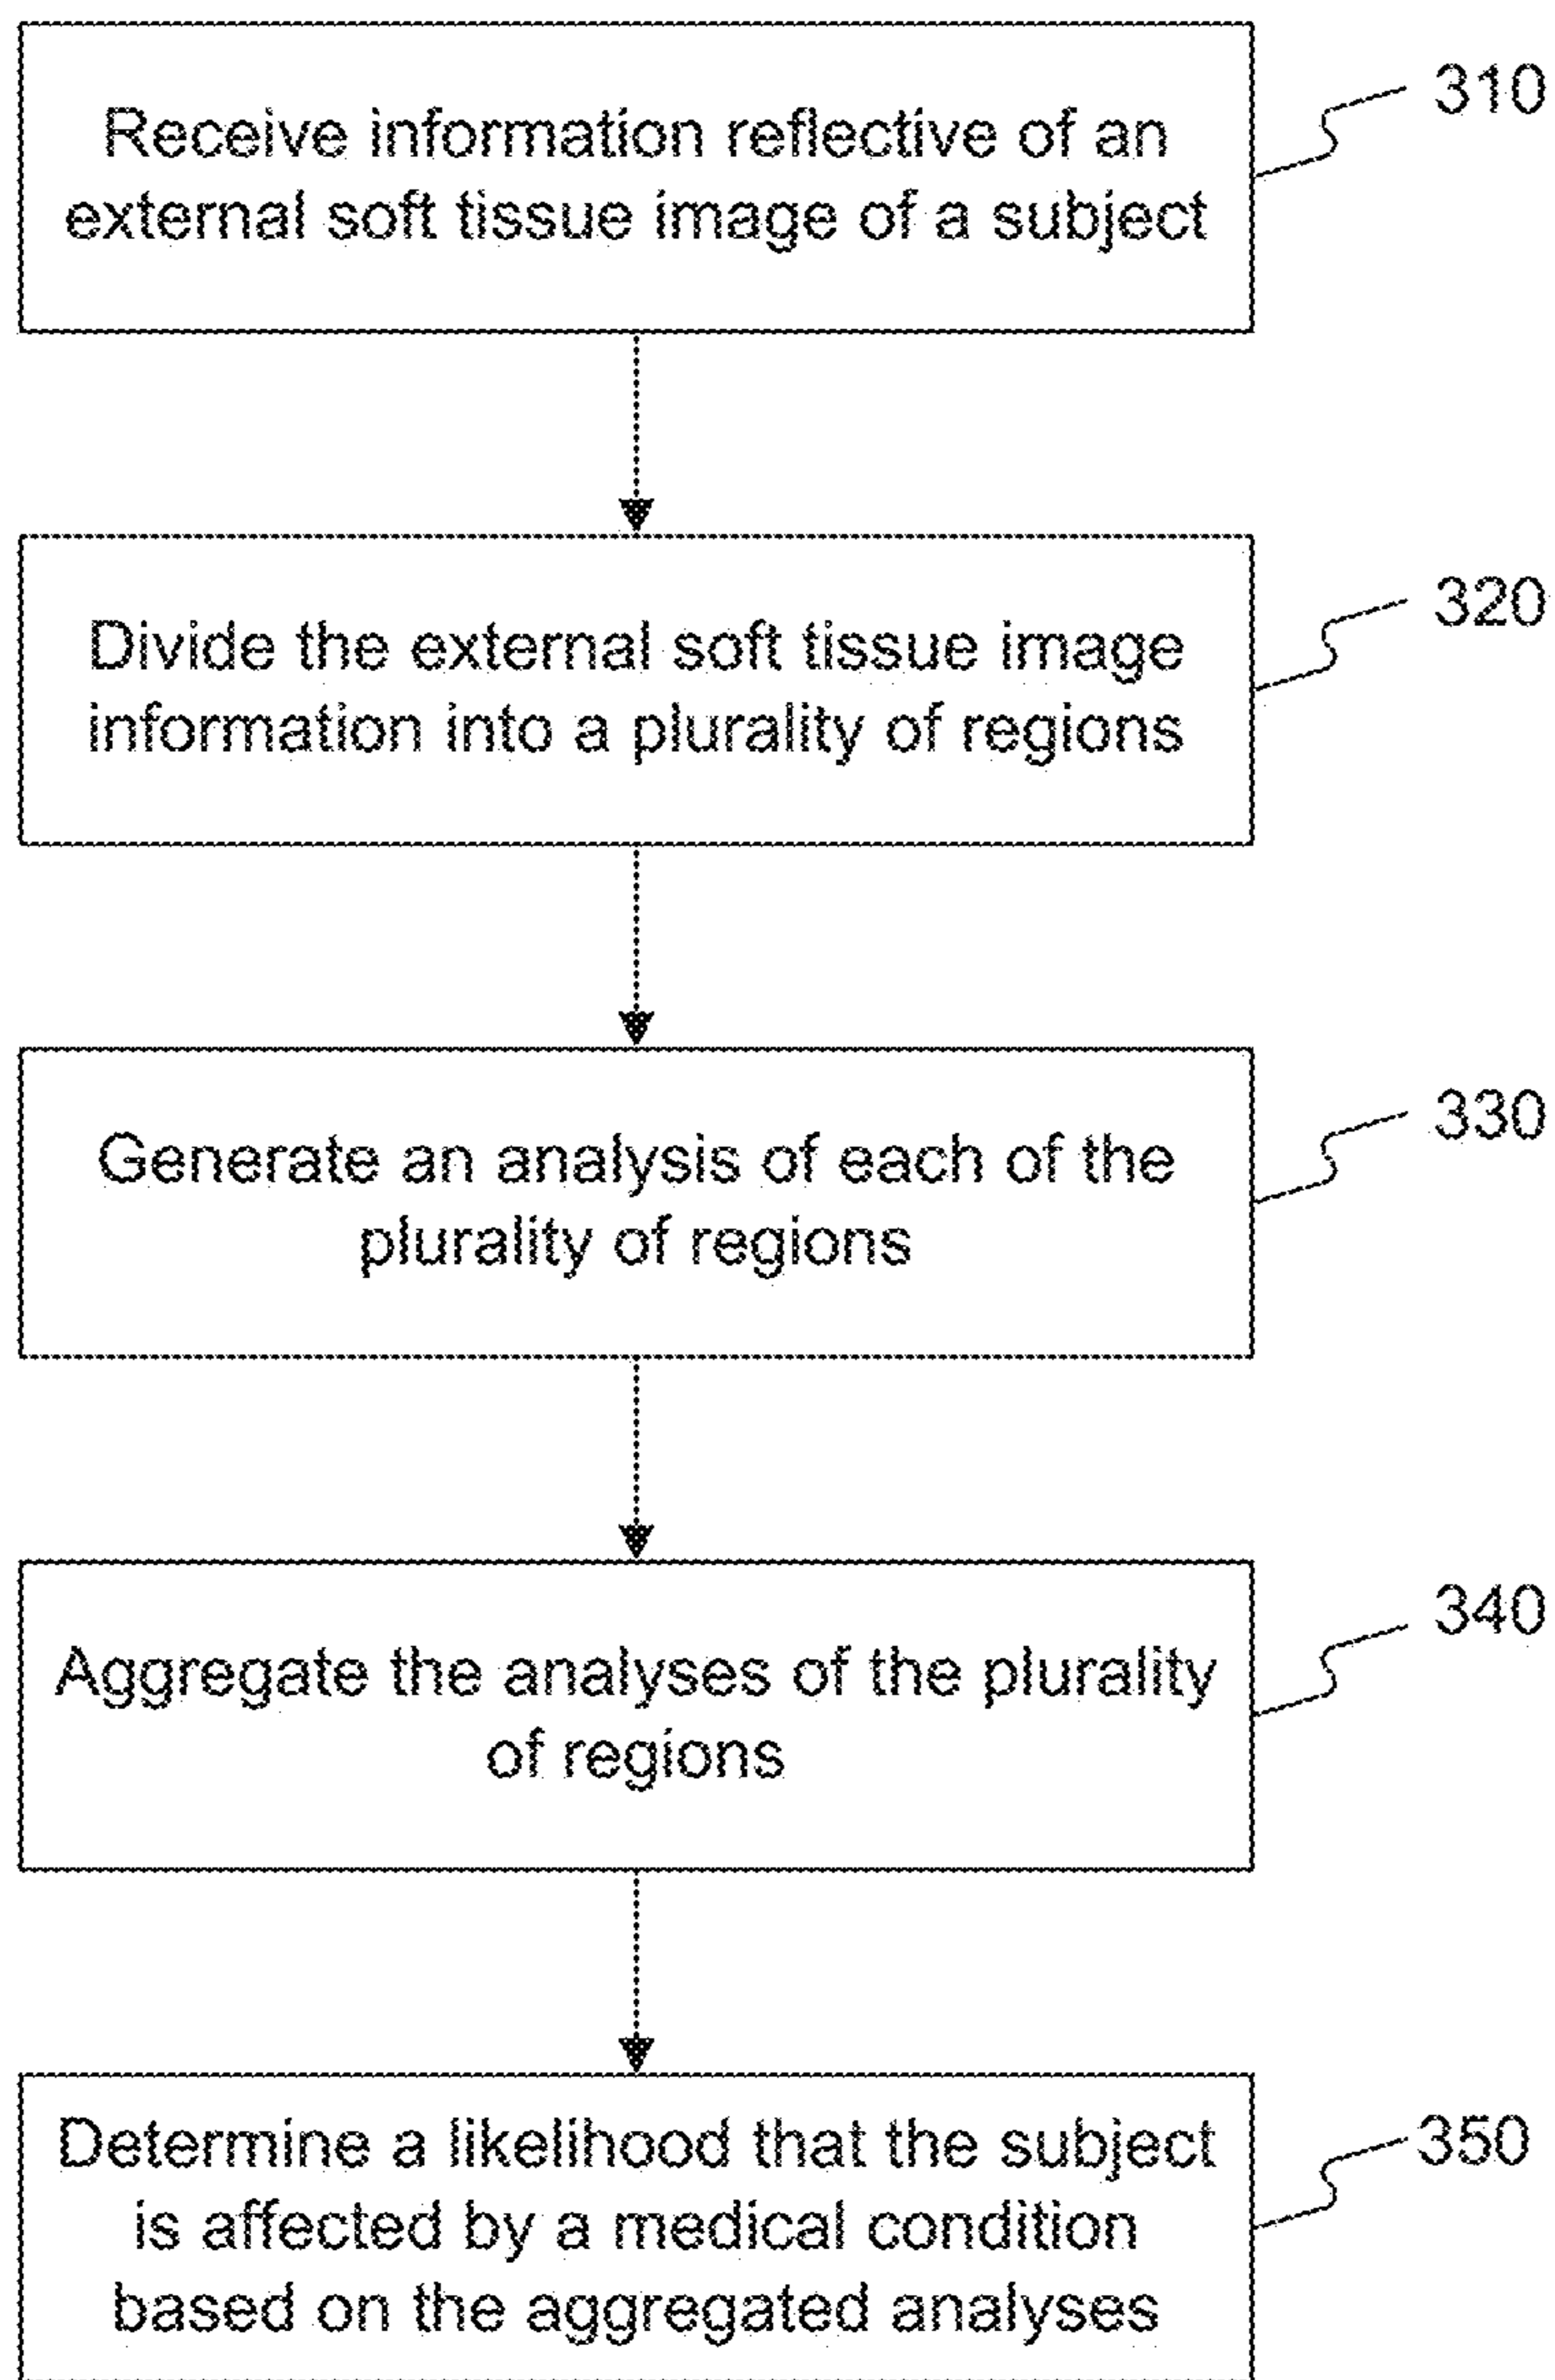 310
Receive information reflective of an
external soft tissue image of a subject
320
Divide the external soft tissue image
information into a plurality of regions
330
Generate an analysis of each of the
plurality of regions
340
Aggregate the analyses of the plurality
of regions
350
Determine a likelihood that the subject
is affected by a medical condition
based on the aggregated analyses